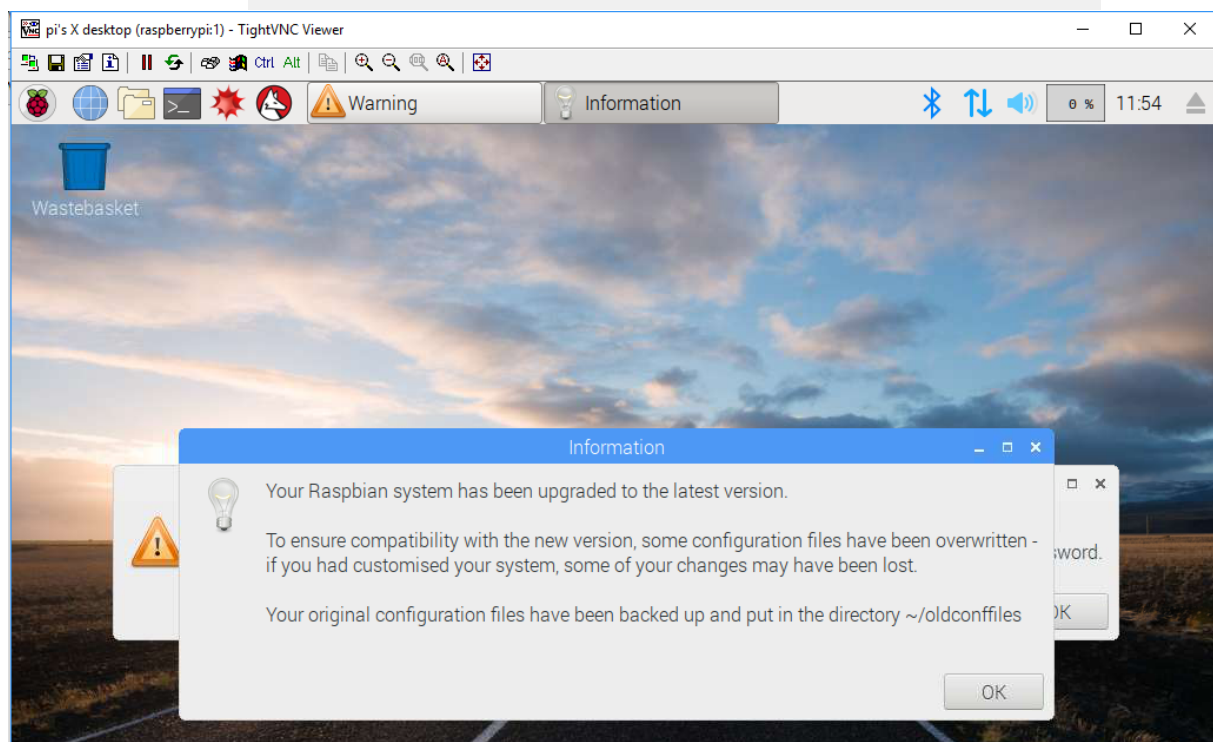 pi's X desktop (raspberrypi:1) - TightVNC Viewer
Ctrl Alt
Warning Information 0 % 11:54
Wastebasket
Information
Your Raspbian system has been upgraded to the latest version.
To ensure compatibility with the new version, some configuration files have been overwritten -
if you had customised your system, some of your changes may have been lost.
Your original configuration files have been backed up and put in the directory ~/oldconffiles
OK
sword.
OK